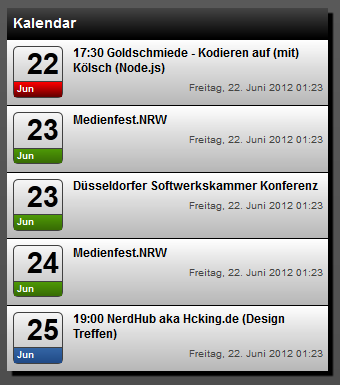 Kalendar
22
Jun
17:30 Goldschmiede - Kodieren auf (mit)
Kölsch (Node.js)
Freitag, 22. Juni 2012 01:23
23
Jun
Medienfest.NRW
Freitag, 22. Juni 2012 01:23
23
Jun
Düsseldorfer Softwerkskammer Konferenz
Freitag, 22. Juni 2012 01:23
24
Jun
Medienfest.NRW
Freitag, 22. Juni 2012 01:23
25
Jun
19:00 NerdHub aka Hcking.de (Design
Treffen)
Freitag, 22. Juni 2012 01:23